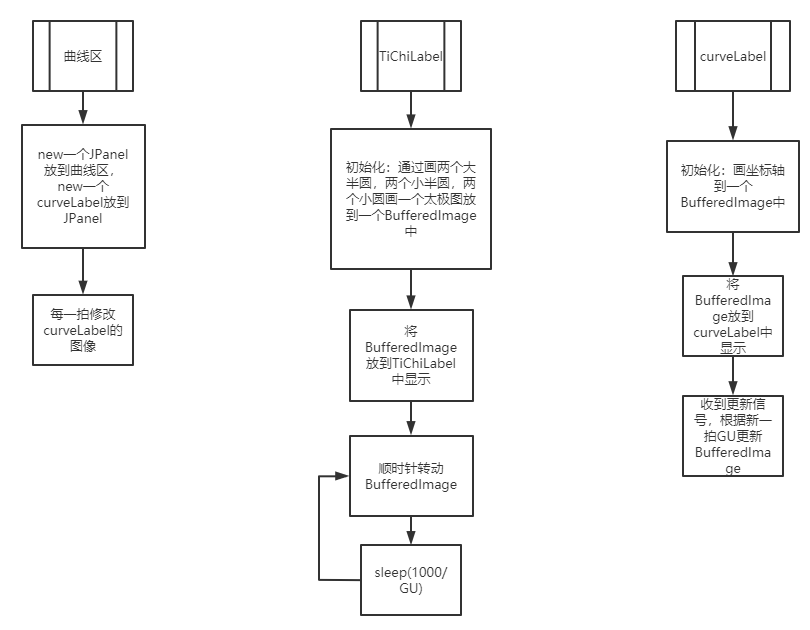 曲线区
new一个JPanel
放到曲线区，
new一个
curveLabel放到
JPanel
每一拍修改
curveLabel的
图像
TiChiLabel
初始化：通过画两个大
半圆，两个小半圆，两
个小圆画一个太极图放
到一个BufferedImage
中
将
BufferedImage
放到TiChiLabel
中显示
顺时针转动
BufferedImage
sleep(1000/
GU)
curveLabel
初始化：画坐标轴
到一个
BufferedImage中
将
BufferedIma
ge放到
curveLabel中
显示
收到更新信
号，根据新一
拍GU更新
BufferedIma
ge